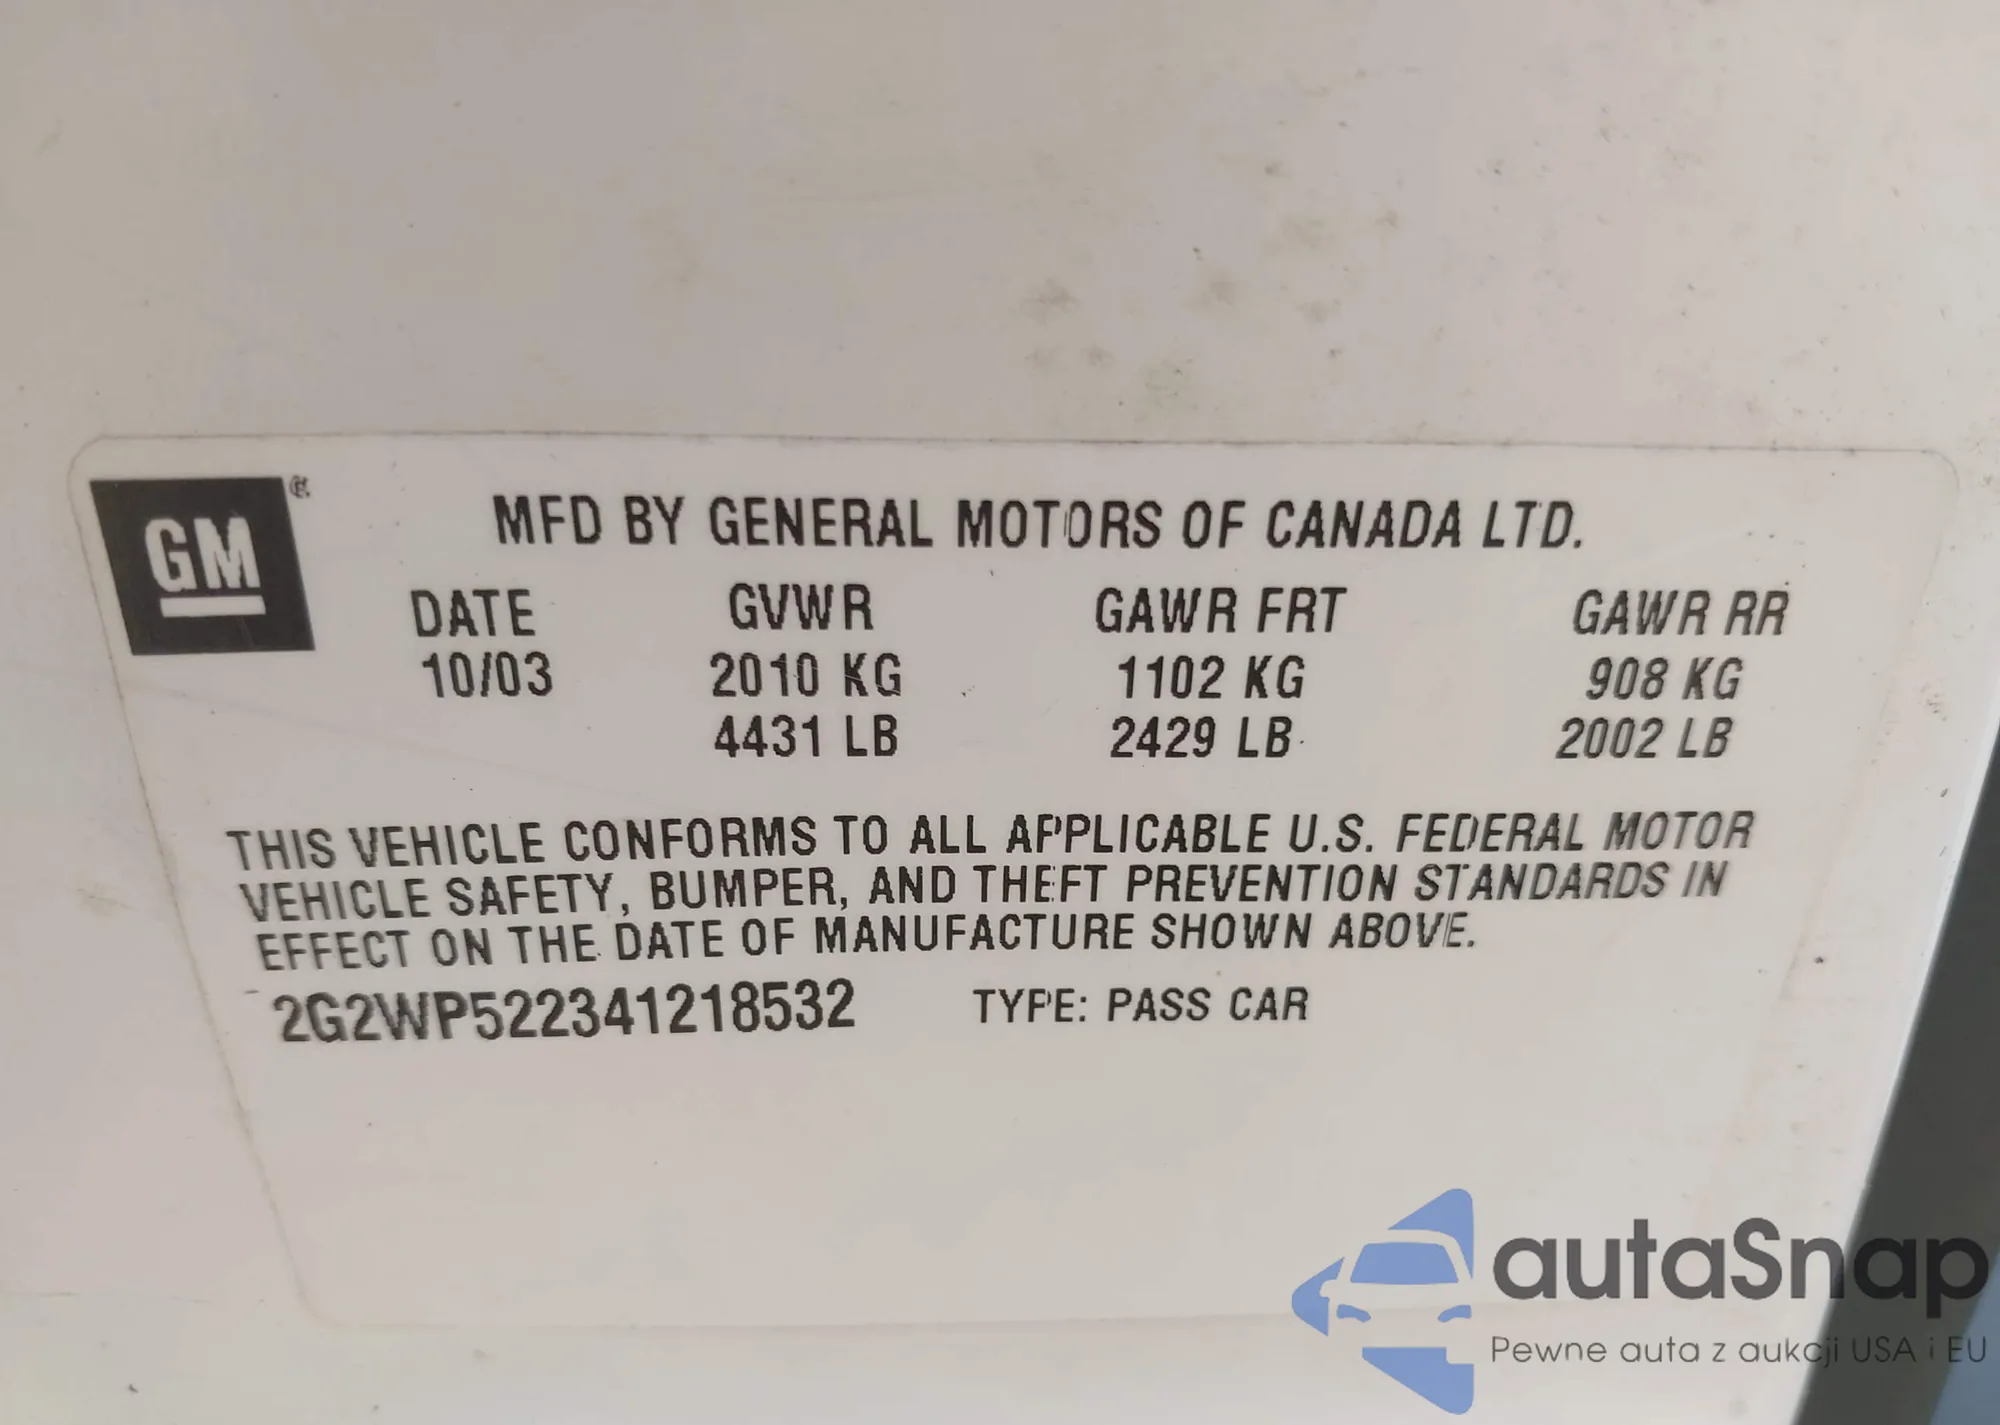 GM
MFD BY GENERAL MOTORS OF CANADA LTD.
DATE GVWR GAWR FRT GAWR RR
10/03 2010 KG 1102 KG 908 KG
4431 LB 2429 LB 2002 LB
THIS VEHICLE CONFORMS TO ALL APPLICABLE U.S. FEDERAL MOTOR
VEHICLE SAFETY, BUMPER, AND THEFT PREVENTION STANDARDS IN
EFFECT ON THE DATE OF MANUFACTURE SHOWN ABOVE.
2G2WP522341218532 TYPE: PASS CAR
autaSnap
Pewne auta z aukcji USA i EU